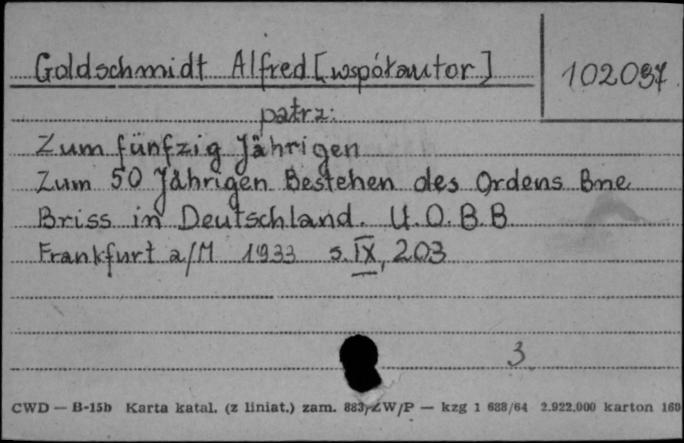 Goldschmidt Alfred [współautor]
102037
patrz:
Zum fünfzig Jährigen
Zum 50 Jährigen Bestehen des Ordens Bne
Briss in Deutschland. U.O.B.B
Frankfurt a/M 1933 s. IX, 203
3
CWD — B-15b Karta katal. (z liniat.) zam. 883/ZW/P — kzg 1 688/64 2.922.000 karton 160